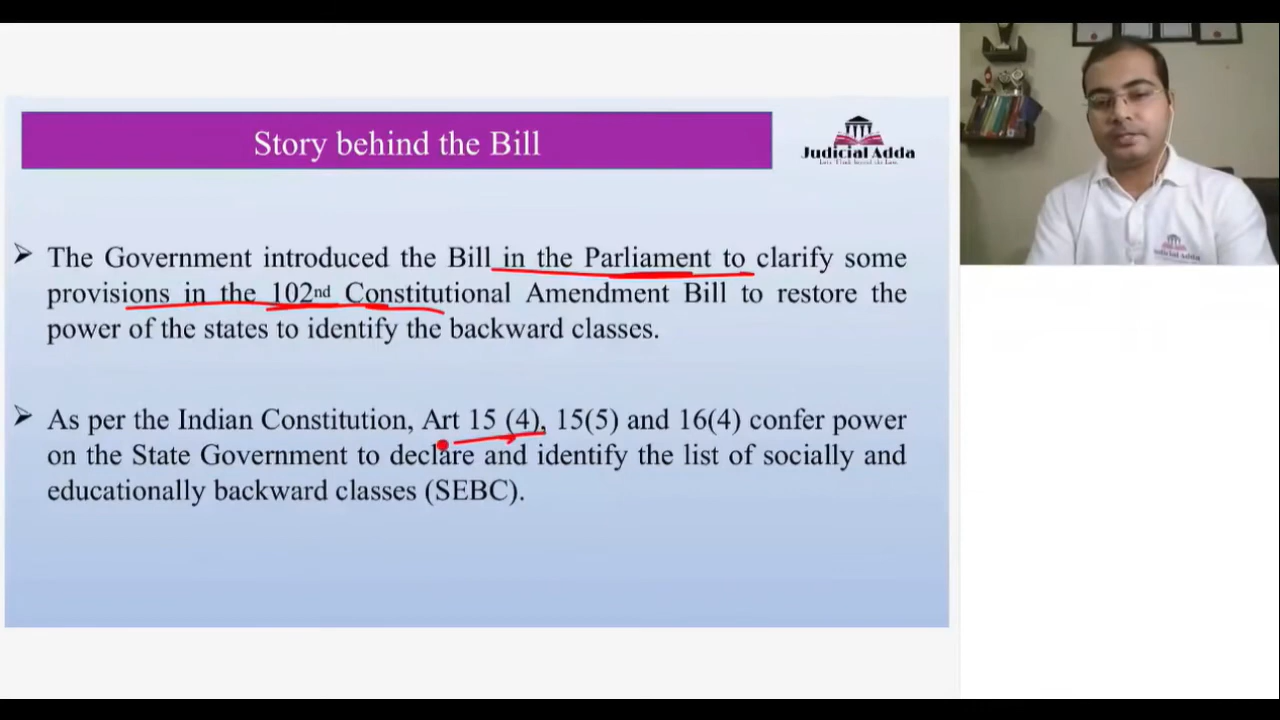 Story behind the Bill
Judicial Adda
➢ The Government introduced the Bill in the Parliament to clarify some
provisions in the 102nd Constitutional Amendment Bill to restore the
power of the states to identify the backward classes.
➢ As per the Indian Constitution, Art 15 (4), 15(5) and 16(4) confer power
on the State Government to declare and identify the list of socially and
educationally backward classes (SEBC).